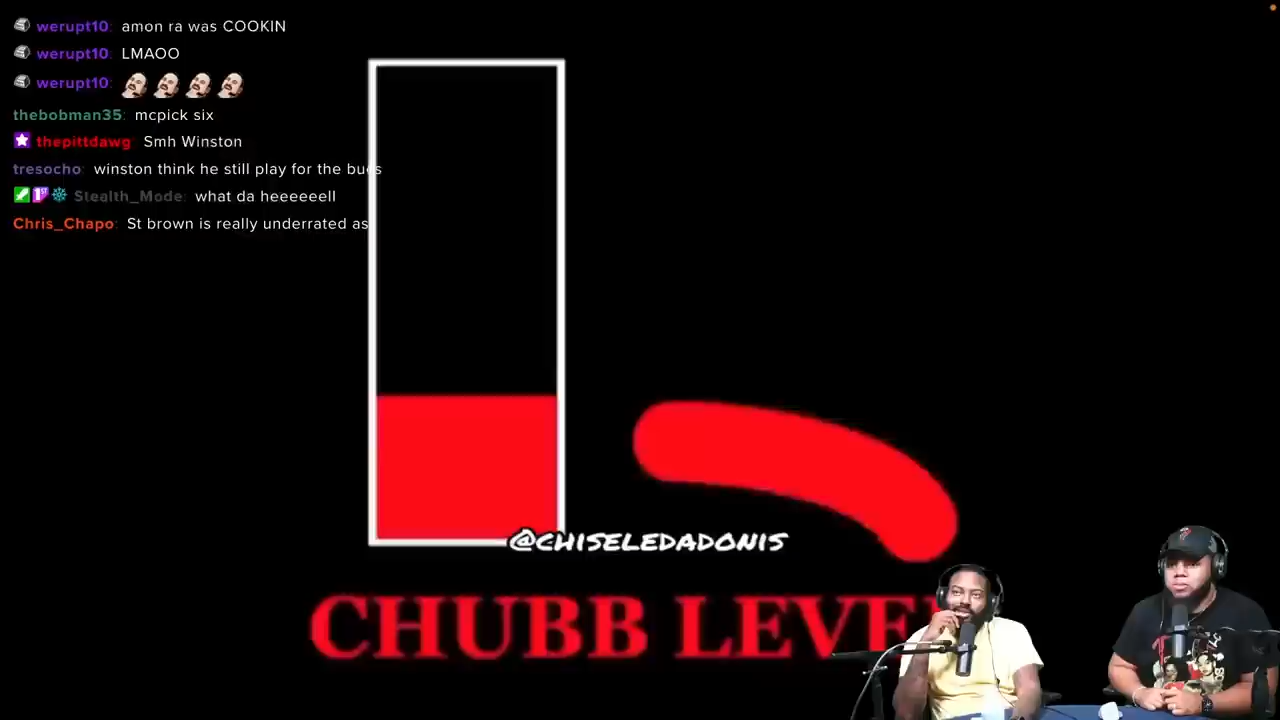 werupt10: amon ra was COOKIN
werupt10: LMAOO
werupt10:
thebobman35: mcpick six
thepittdawg: Smh Winston
tresocho: winston think he still play for the bucs
Stealth_Mode: what da heeeeeell
Chris_Chapo: St brown is really underrated as
@CHISELEDADONIS
CHUBB LEVE